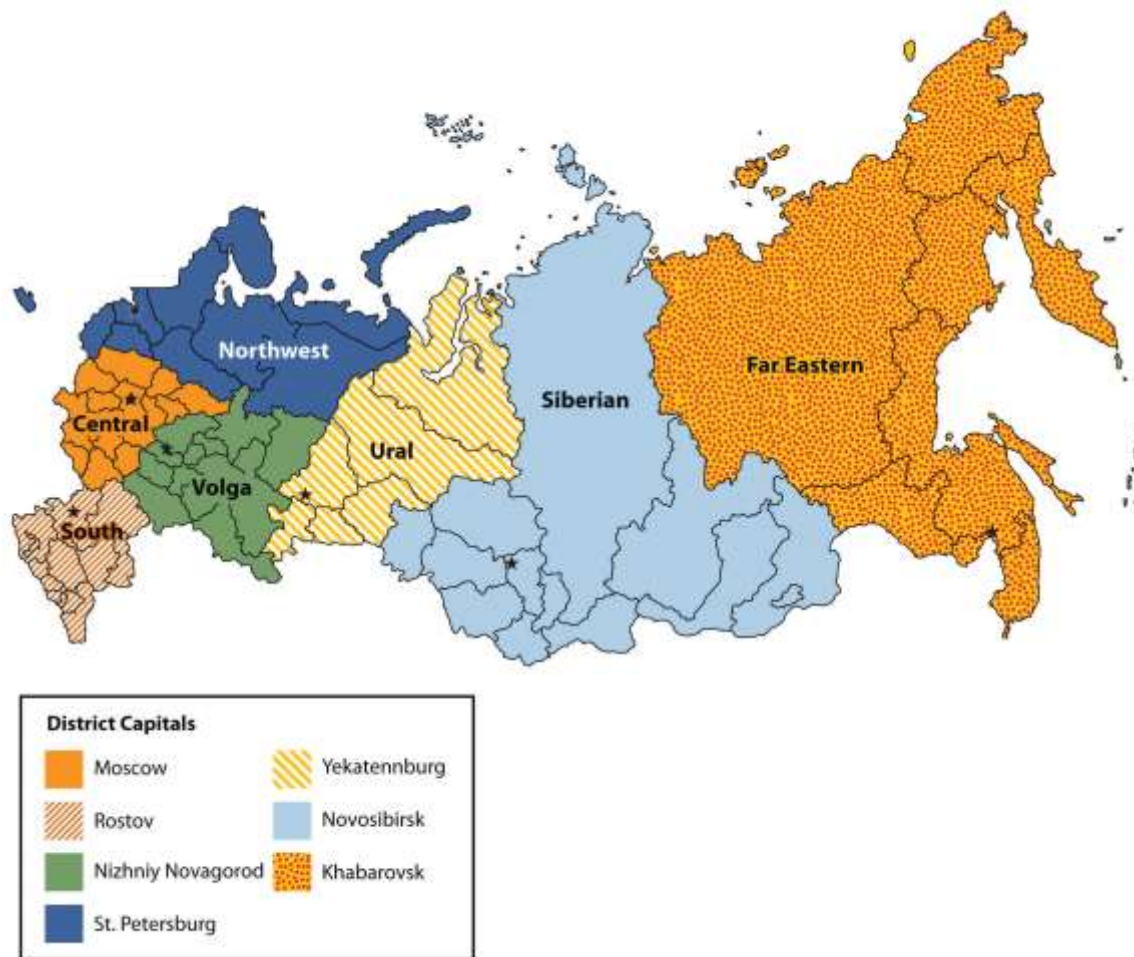 Northwest
Far Eastern
Siberian
Central
Ural
Volga
South
District Capitals
Moscow
Rostov
Nizhniy Novagorod
St. Petersburg
Yekatennburg
Novosibirsk
Khabarovsk